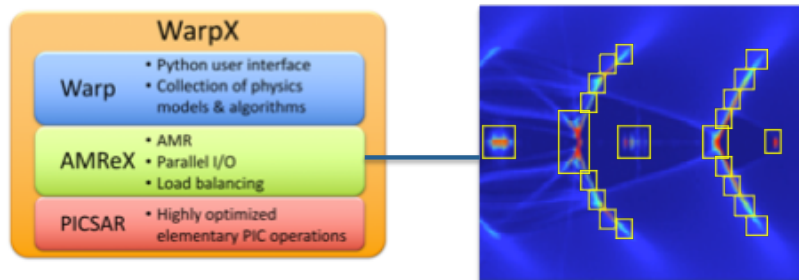 WarpX
Warp
• Python user interface
• Collection of physics
models & algorithms
AMReX
• AMR
• Parallel I/O
• Load balancing
PICSAR
• Highly optimized
elementary PIC operations